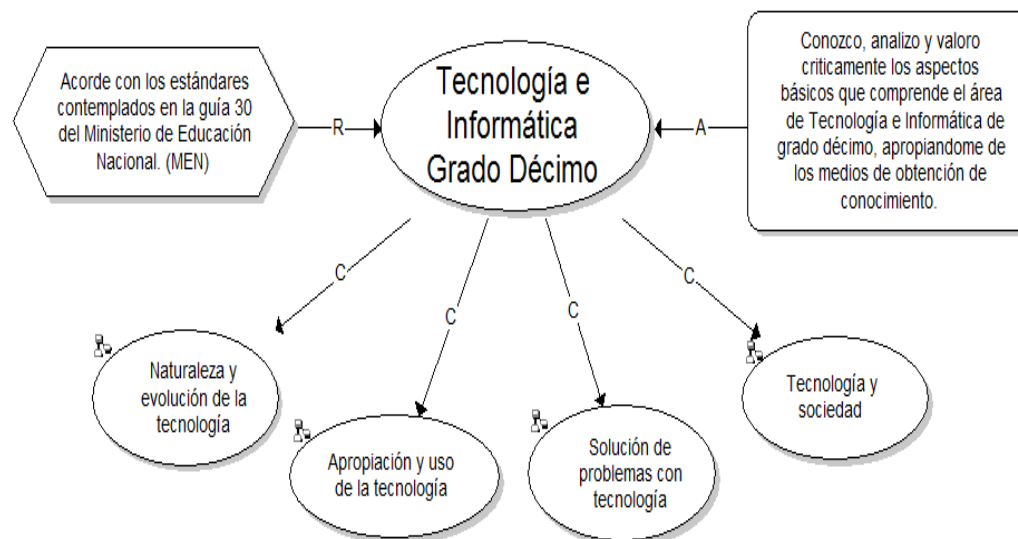 Acorde con los estándares
contemplados en la guía 30
del Ministerio de Educación
Nacional. (MEN)
R
Tecnología e
Informática
Grado Décimo
A
Conozco, analizo y valoro
criticamente los aspectos
básicos que comprende el área
de Tecnología e Informática de
grado décimo, apropiandome de
los medios de obtención de
conocimiento.
C
C
C
C
Naturaleza y
evolución de la
tecnología
Apropiación y uso
de la tecnología
Solución de
problemas con
tecnología
Tecnología y
sociedad